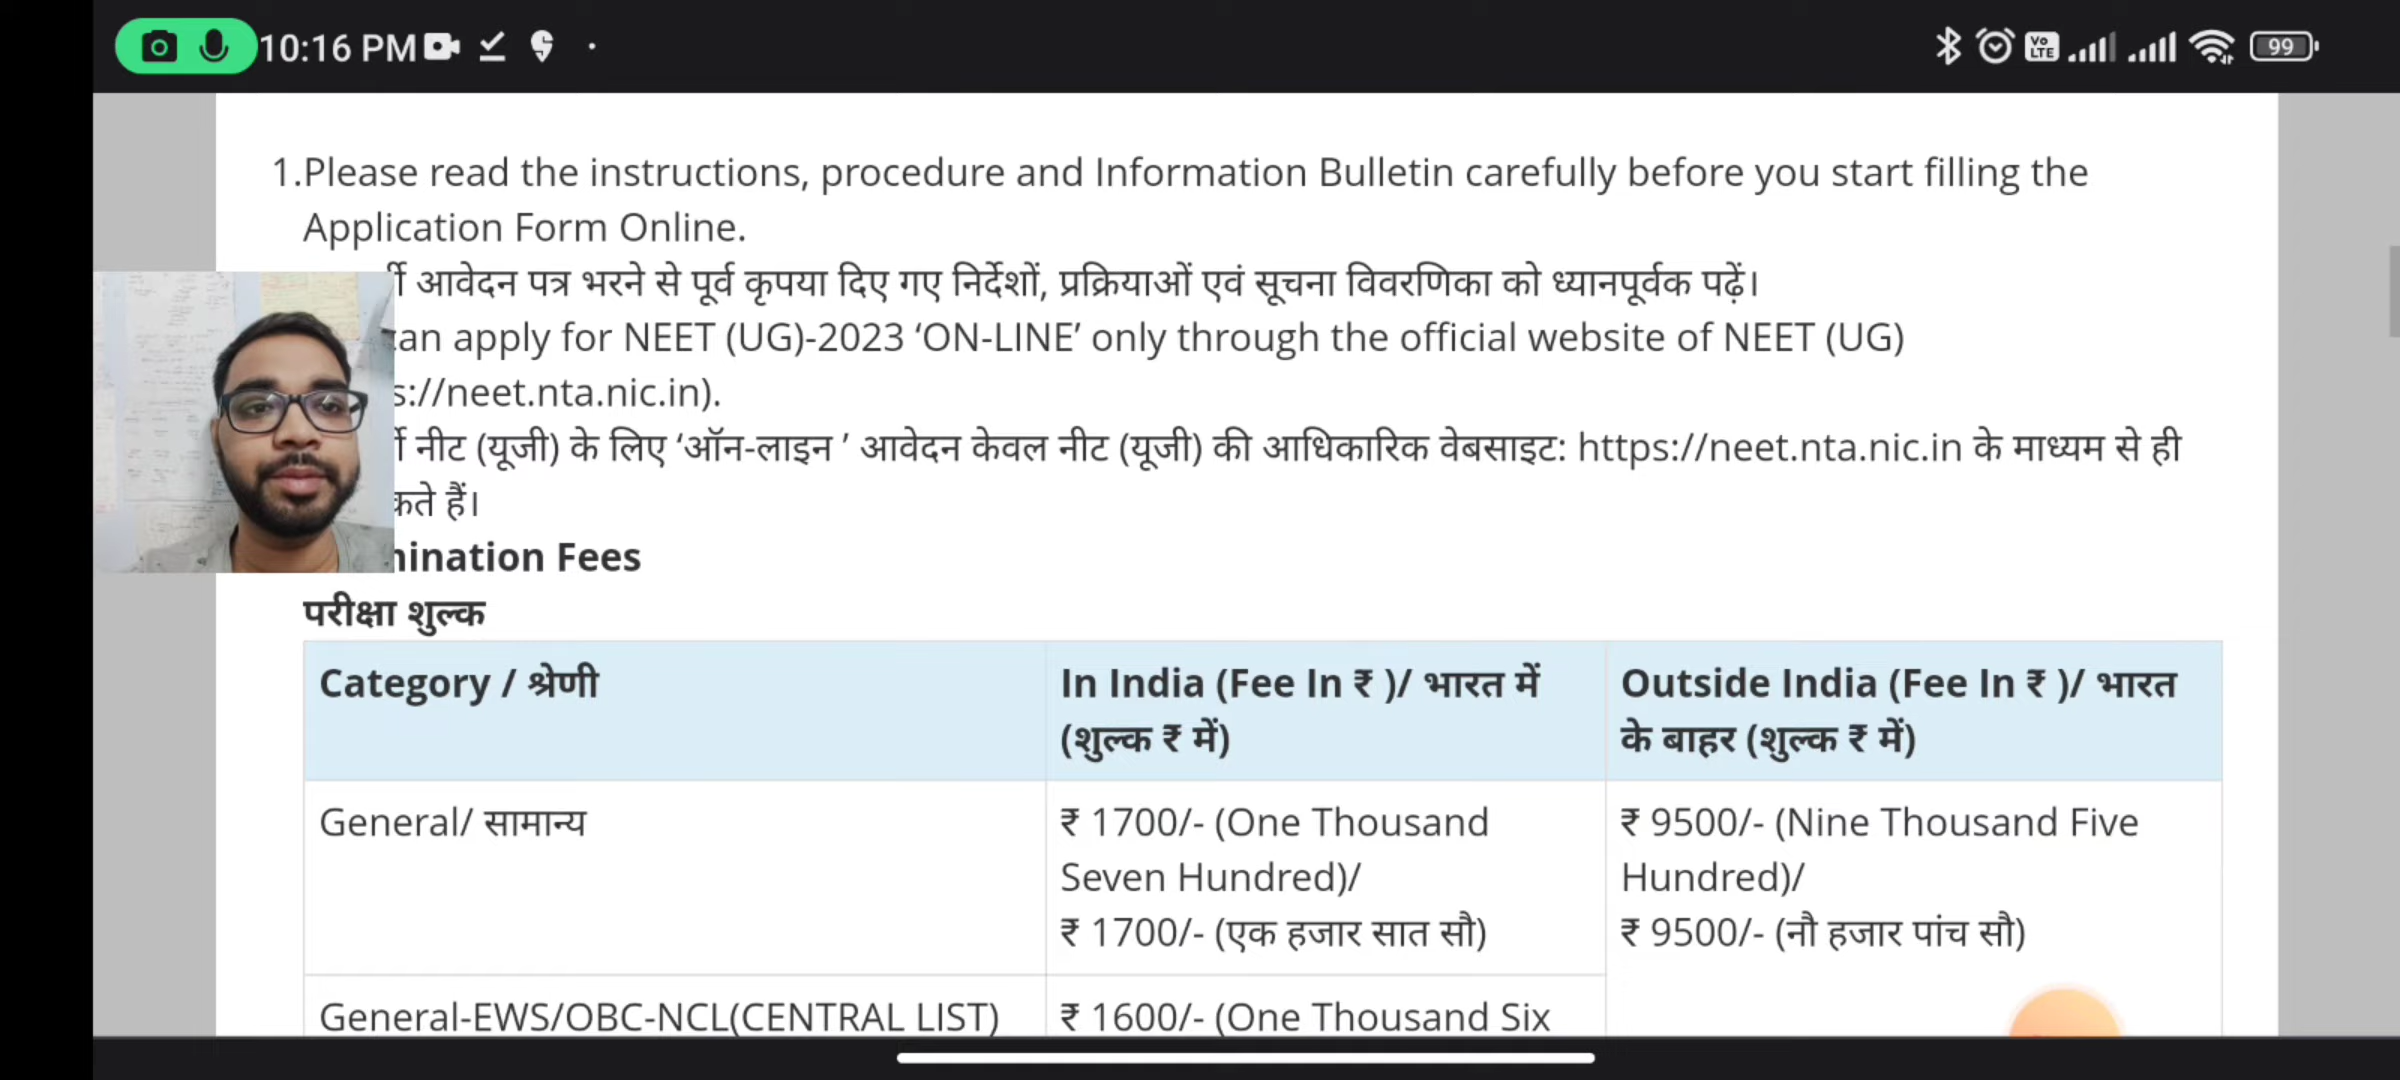 10:16 PM
Vo LTE
99
1.Please read the instructions, procedure and Information Bulletin carefully before you start filling the
Application Form Online.
आवेदन पत्र भरने से पूर्व कृपया दिए गए निर्देशों, प्रक्रियाओं एवं सूचना विवरणिका को ध्यानपूर्वक पढ़ें।
an apply for NEET (UG)-2023 ‘ON-LINE’ only through the official website of NEET (UG)
s://neet.nta.nic.in).
नीट (यूजी) के लिए ‘ऑन-लाइन ’ आवेदन केवल नीट (यूजी) की आधिकारिक वेबसाइट: https://neet.nta.nic.in के माध्यम से ही
कते हैं।
ination Fees
परीक्षा शुल्क
Category / श्रेणी
In India (Fee In ₹ )/ भारत में
(शुल्क ₹ में)
Outside India (Fee In ₹ )/ भारत
के बाहर (शुल्क ₹ में)
General/ सामान्य
₹ 1700/- (One Thousand
Seven Hundred)/
₹ 1700/- (एक हजार सात सौ)
₹ 9500/- (Nine Thousand Five
Hundred)/
₹ 9500/- (नौ हजार पांच सौ)
General-EWS/OBC-NCL(CENTRAL LIST)
₹ 1600/- (One Thousand Six